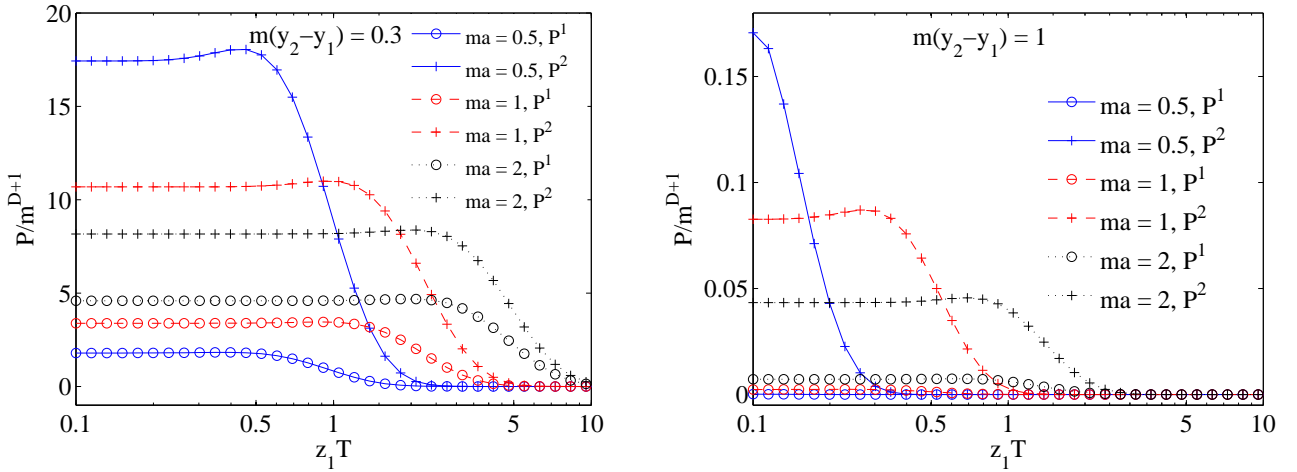 m(y₂−y₁) = 0.3
ma = 0.5, P¹
ma = 0.5, P²
ma = 1, P¹
ma = 1, P²
ma = 2, P¹
ma = 2, P²
P/m^{D+1}
20
15
10
5
0
0.1
0.5
1
5
10
z₁T
m(y₂−y₁) = 1
ma = 0.5, P¹
ma = 0.5, P²
ma = 1, P¹
ma = 1, P²
ma = 2, P¹
ma = 2, P²
P/m^{D+1}
0.15
0.1
0.05
0
0.1
0.5
1
5
10
z₁T